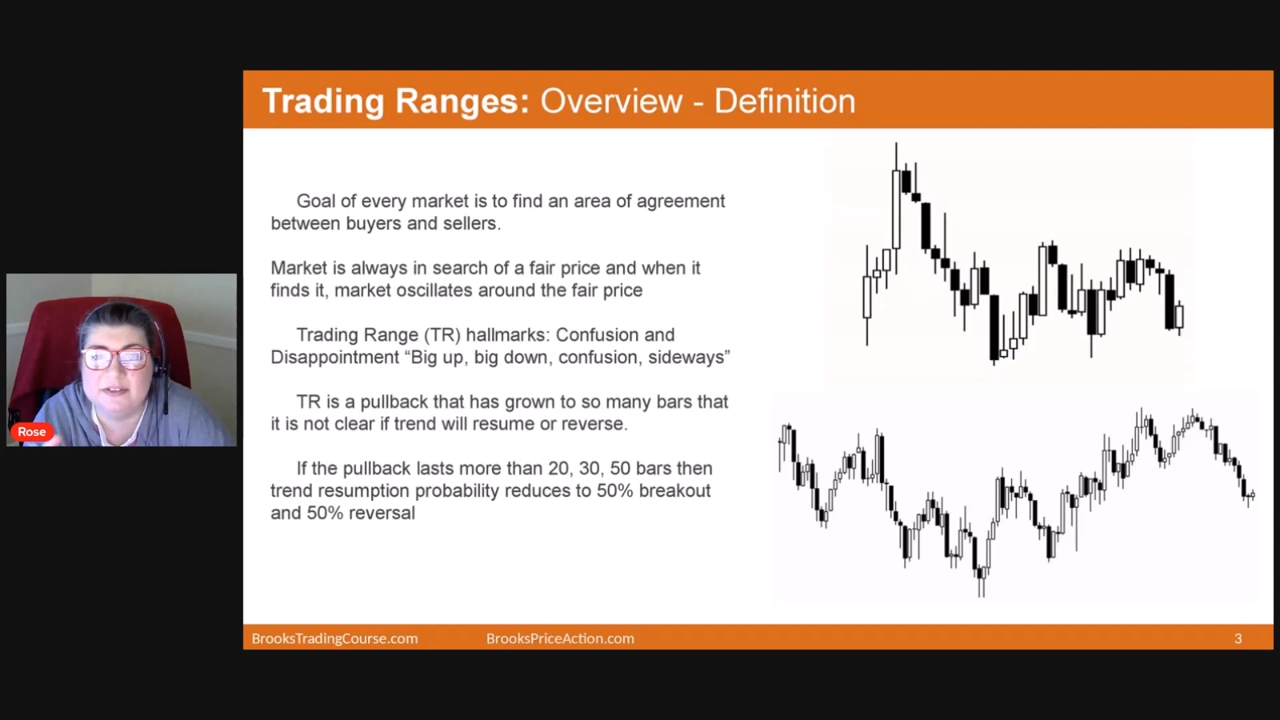 Trading Ranges: Overview - Definition
Goal of every market is to find an area of agreement
between buyers and sellers.
Market is always in search of a fair price and when it
finds it, market oscillates around the fair price
Trading Range (TR) hallmarks: Confusion and
Disappointment “Big up, big down, confusion, sideways”
TR is a pullback that has grown to so many bars that
it is not clear if trend will resume or reverse.
If the pullback lasts more than 20, 30, 50 bars then
trend resumption probability reduces to 50% breakout
and 50% reversal
Rose
BrooksTradingCourse.com BrooksPriceAction.com 3